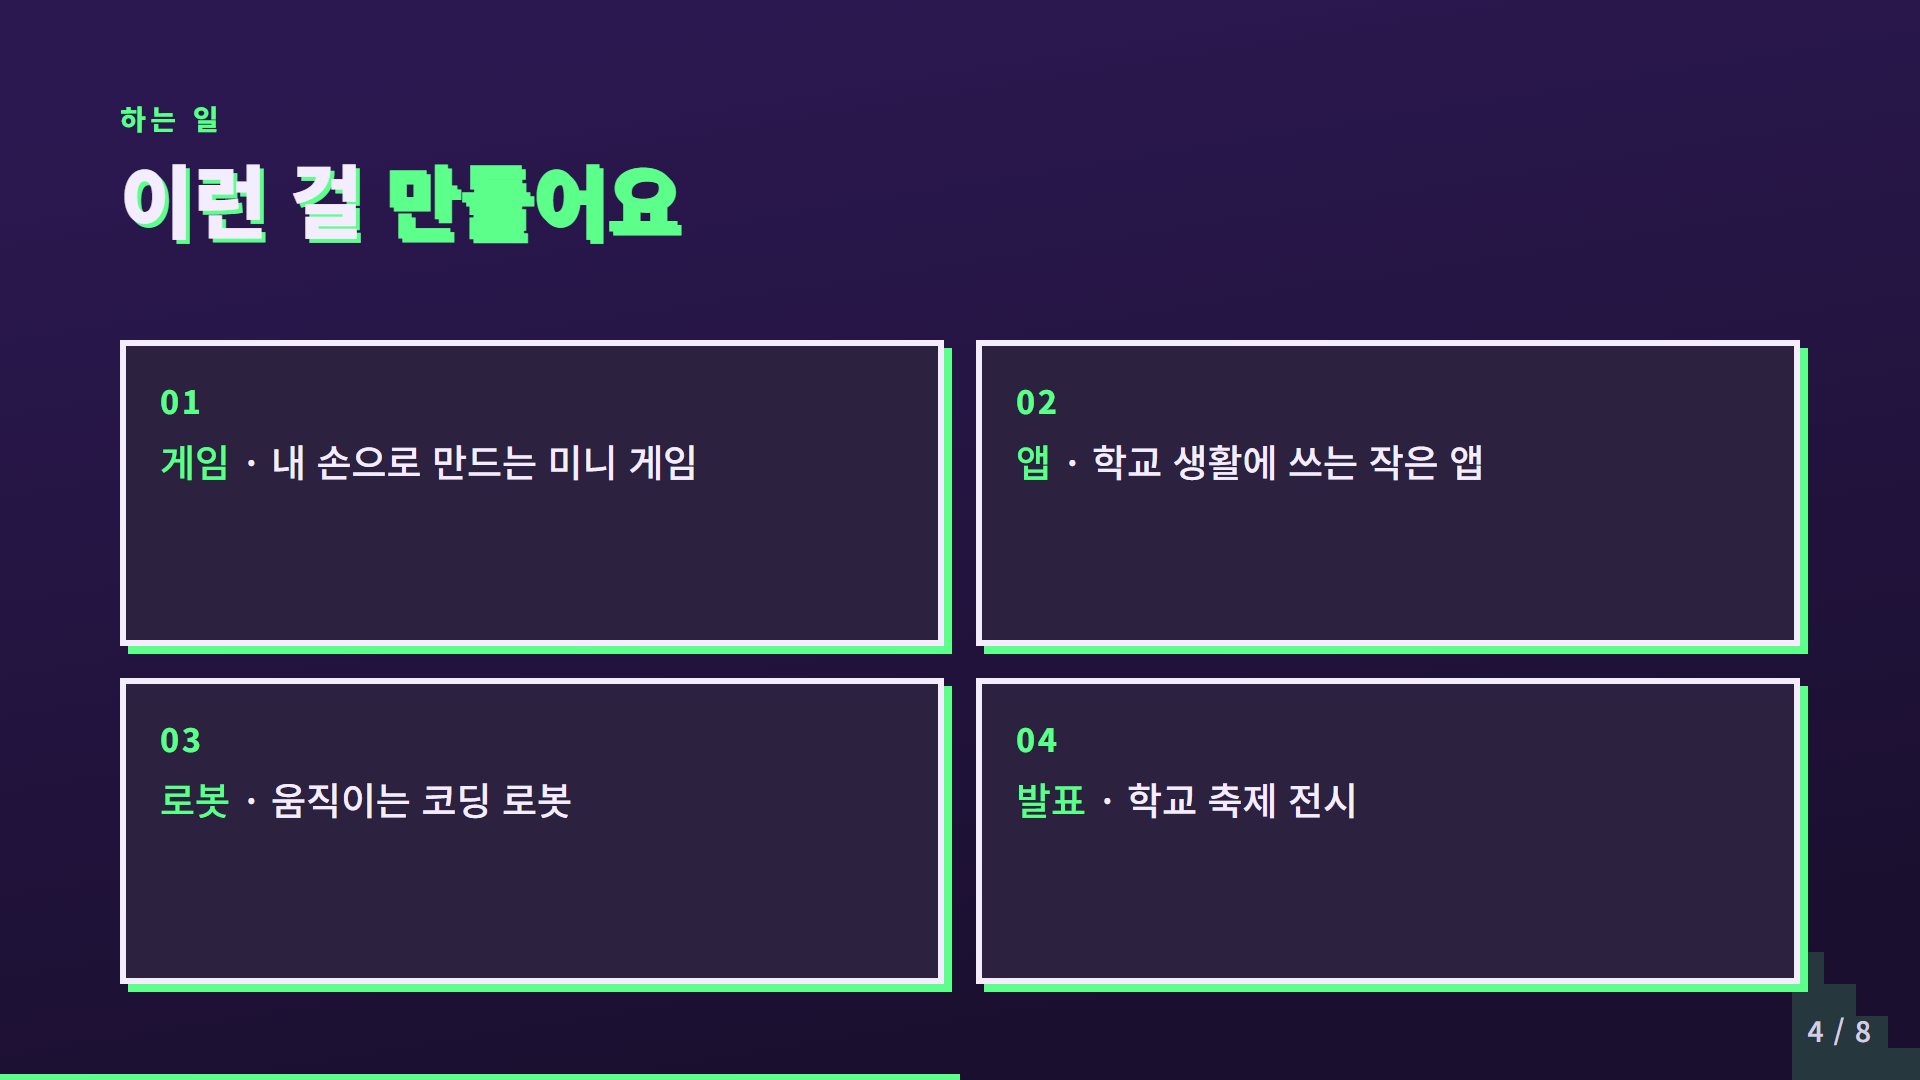 하는 일
이런 걸 만들어요
01
게임 · 내 손으로 만드는 미니 게임
02
앱 · 학교 생활에 쓰는 작은 앱
03
로봇 · 움직이는 코딩 로봇
04
발표 · 학교 축제 전시
4 / 8